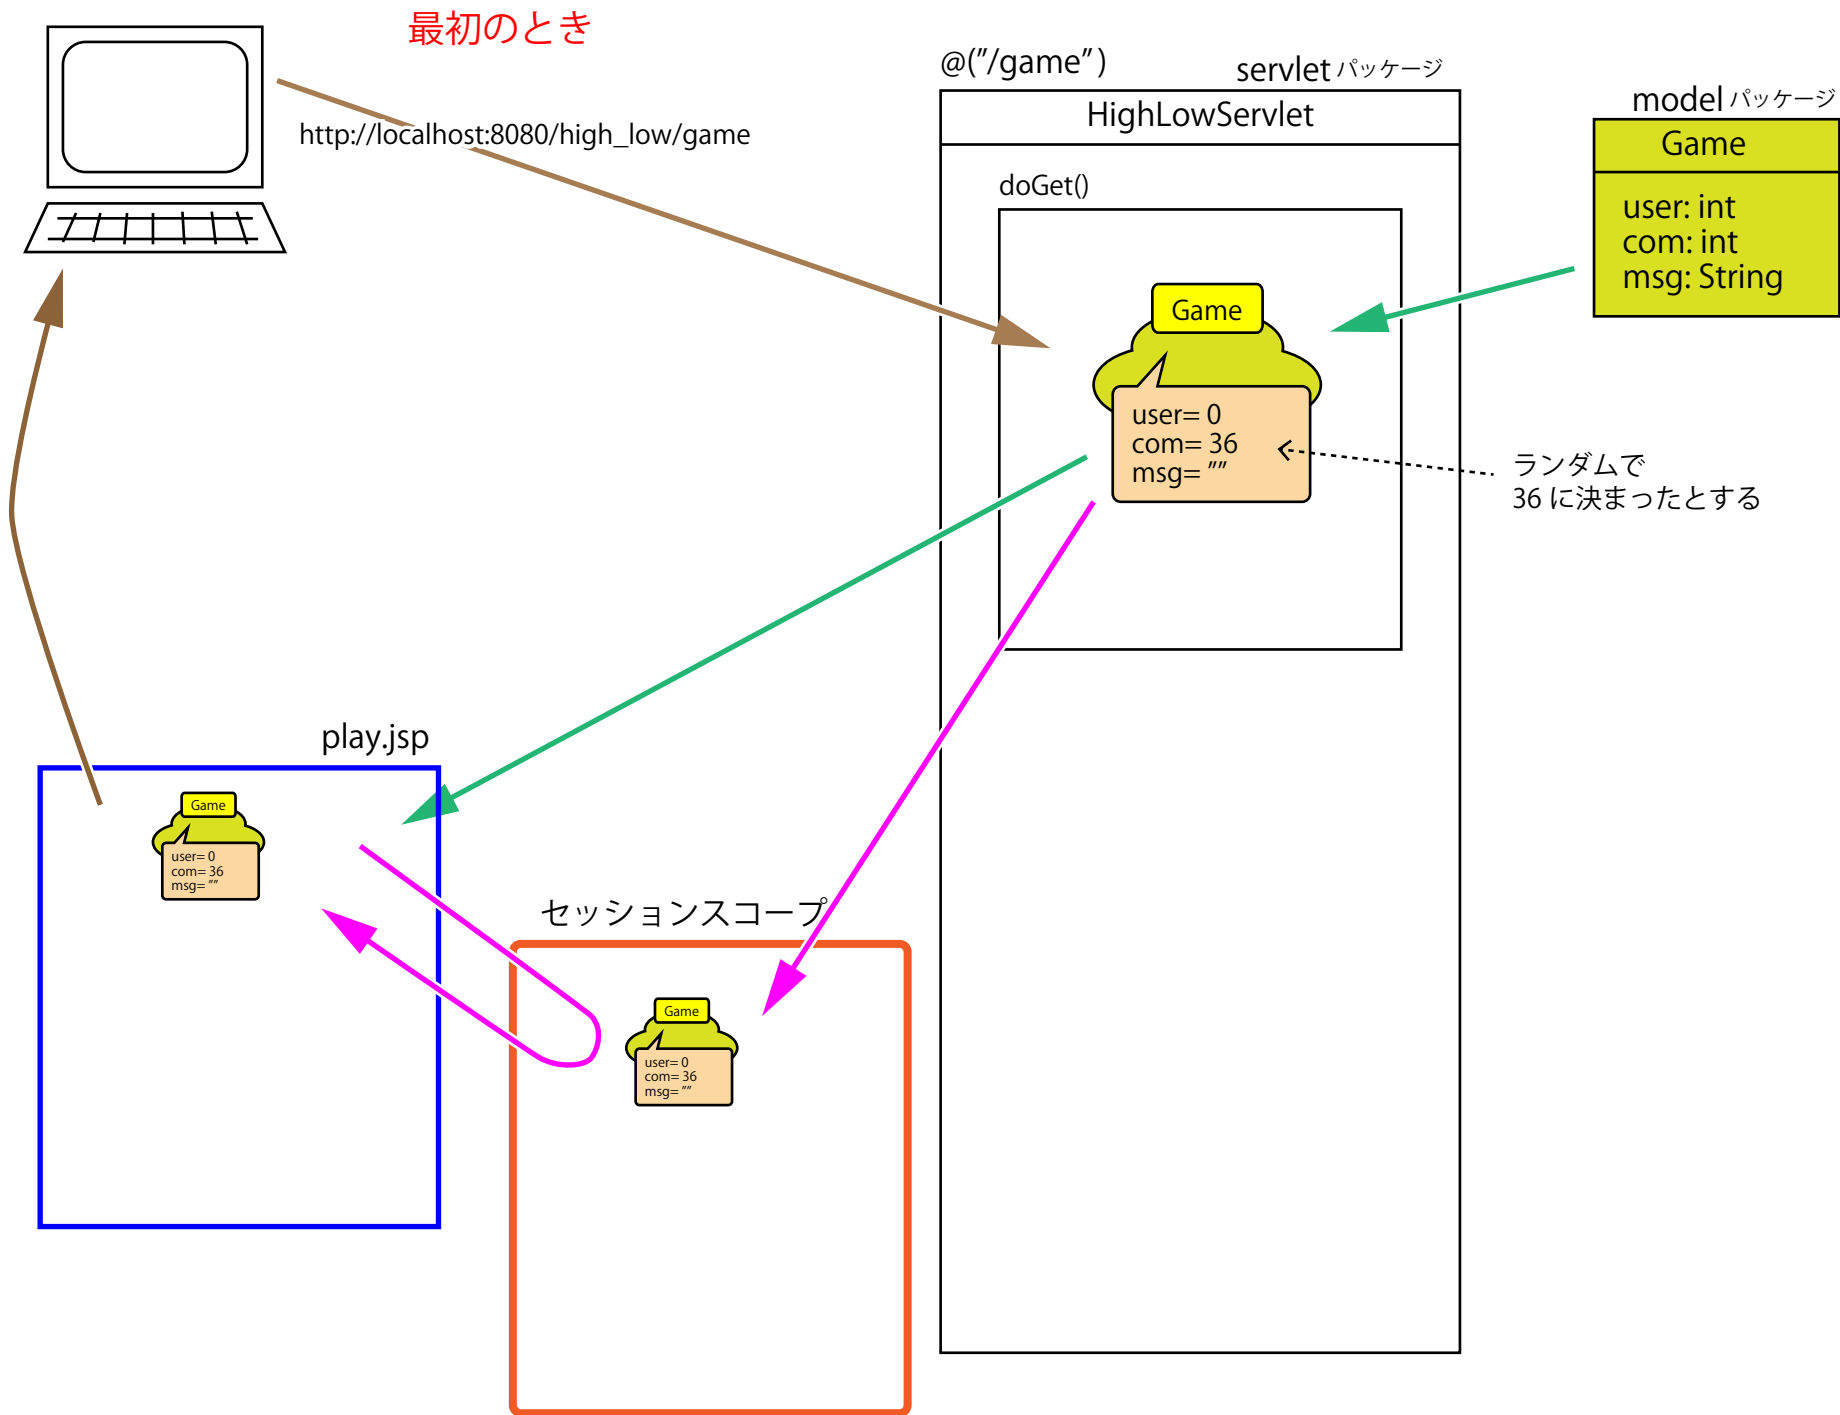 最初のとき
http://localhost:8080/high_low/game
@("/game")
servlet パッケージ
HighLowServlet
doGet()
Game
user= 0
com= 36
msg= ""
model パッケージ
Game
user: int
com: int
msg: String
ランダムで
36 に決まったとする
play.jsp
Game
user= 0
com= 36
msg= ""
セッションスコープ
Game
user= 0
com= 36
msg= ""